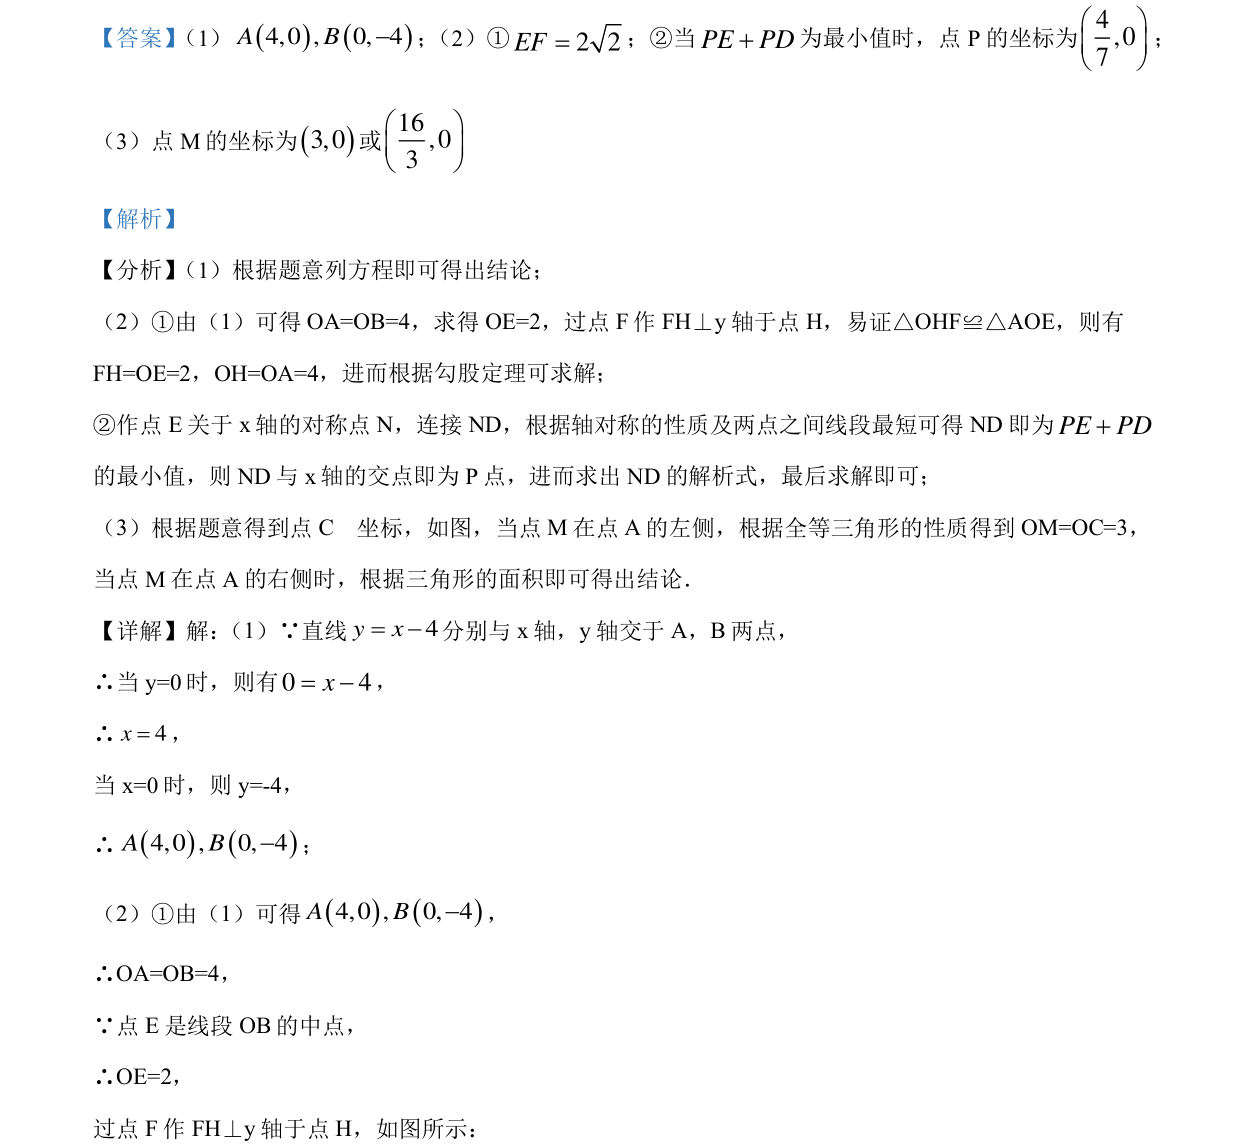 【答案】（1）A(4,0),B(0,−4)；（2）①EF=2√2；②当PE+PD为最小值时，点 P 的坐标为(4/7,0)；
（3）点 M 的坐标为(3,0)或(16/3,0)
【解析】
【分析】（1）根据题意列方程即可得出结论；
（2）①由（1）可得 OA=OB=4，求得 OE=2，过点 F 作 FH⊥y 轴于点 H，易证△OHF≌△AOE，则有
FH=OE=2，OH=OA=4，进而根据勾股定理可求解；
②作点 E 关于 x 轴的对称点 N，连接 ND，根据轴对称的性质及两点之间线段最短可得 ND 即为PE+PD
的最小值，则 ND 与 x 轴的交点即为 P 点，进而求出 ND 的解析式，最后求解即可；
（3）根据题意得到点 C 坐标，如图，当点 M 在点 A 的左侧，根据全等三角形的性质得到 OM=OC=3，
当点 M 在点 A 的右侧时，根据三角形的面积即可得出结论．
【详解】解：（1）∵直线y=x−4分别与 x 轴，y 轴交于 A，B 两点，
∴当 y=0 时，则有0=x−4，
∴x=4，
当 x=0 时，则 y=-4，
∴A(4,0),B(0,−4)；
（2）①由（1）可得A(4,0),B(0,−4)，
∴OA=OB=4，
∵点 E 是线段 OB 的中点，
∴OE=2，
过点 F 作 FH⊥y 轴于点 H，如图所示：